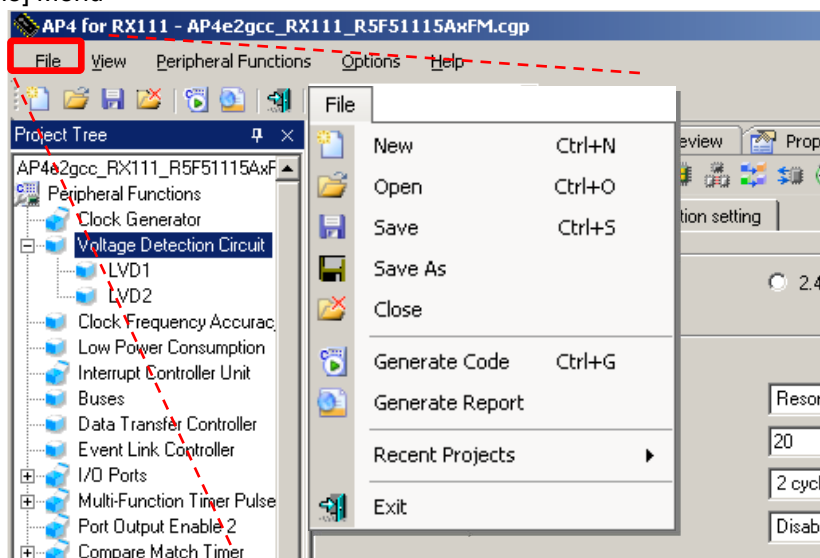 AP4 for RX111 - AP4e2gcc_RX111_R5F51115AxFM.cgp
File View Peripheral Functions Options Help
Project Tree
AP4e2gcc_RX111_R5F51115AxF
Peripheral Functions
Clock Generator
Voltage Detection Circuit
LVD1
LVD2
Clock Frequency Accurac
Low Power Consumption
Interrupt Controller Unit
Buses
Data Transfer Controller
Event Link Controller
I/O Ports
Multi-Function Timer Pulse
Port Output Enable 2
Compare Match Timer
File
New Ctrl+N
Open Ctrl+O
Save Ctrl+S
Save As
Close
Generate Code Ctrl+G
Generate Report
Recent Projects
Exit
eview Prop
tion setting
2.4
Reson
20
2 cycl
Disab